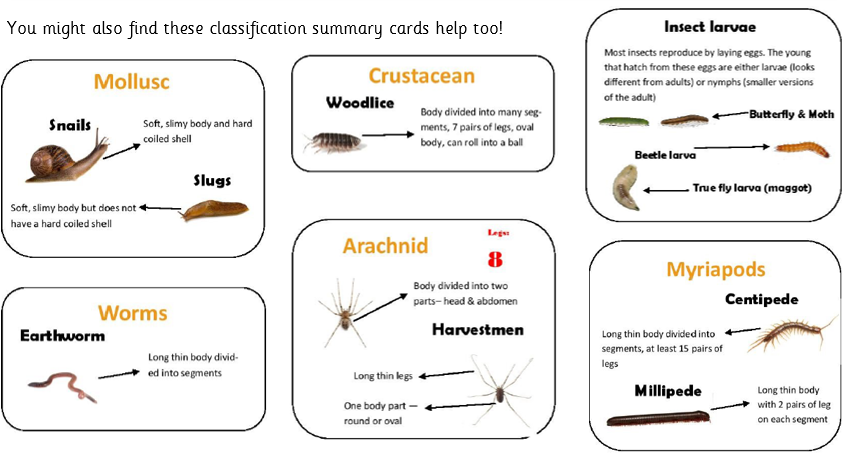 You might also find these classification summary cards help too!
Mollusc
Snails
Soft, slimy body and hard
coiled shell
Slugs
Soft, slimy body but does not
have a hard coiled shell
Worms
Earthworm
Long thin body divid-
ed into segments
Crustacean
Woodlice
Body divided into many seg-
ments, 7 pairs of legs, oval
body, can roll into a ball
Arachnid
Legs:
8
Body divided into two
parts– head & abdomen
Harvestmen
Long thin legs
One body part —
round or oval
Insect larvae
Most insects reproduce by laying eggs. The young
that hatch from these eggs are either larvae (looks
different from adults) or nymphs (smaller versions
of the adult)
Butterfly & Moth
Beetle larva
True fly larva (maggot)
Myriapods
Centipede
Long thin body divided into
segments, at least 15 pairs of
legs
Millipede
Long thin body
with 2 pairs of leg
on each segment